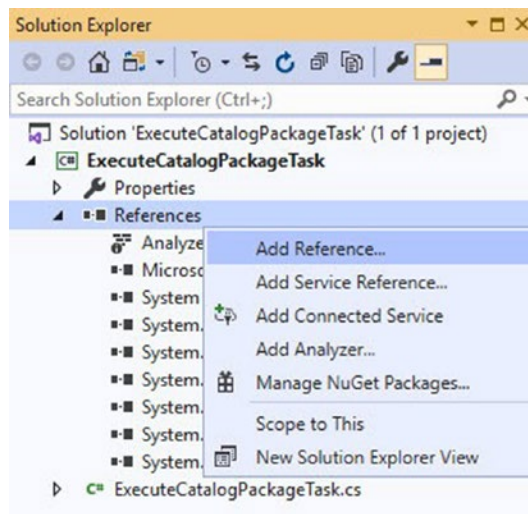 Solution Explorer
Search Solution Explorer (Ctrl+;)
Solution 'ExecuteCatalogPackageTask' (1 of 1 project)
C# ExecuteCatalogPackageTask
Properties
References
Analyze
Add Reference...
Microso
Add Service Reference...
System
Add Connected Service
System.
Add Analyzer...
System.
Manage NuGet Packages...
System.
System.
Scope to This
System.
New Solution Explorer View
C# ExecuteCatalogPackageTask.cs